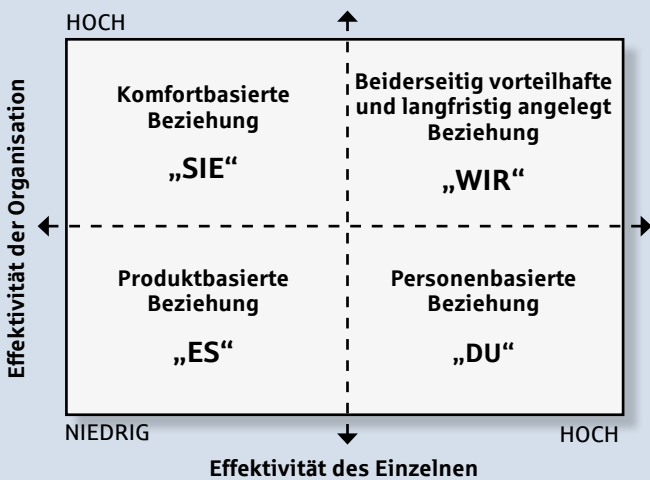 HOCH
Effektivität der Organisation
Komfortbasierte
Beziehung
„SIE“
Beiderseitig vorteilhafte
und langfristig angelegt
Beziehung
„WIR“
Produktbasierte
Beziehung
„ES“
Personenbasierte
Beziehung
„DU“
NIEDRIG
HOCH
Effektivität des Einzelnen